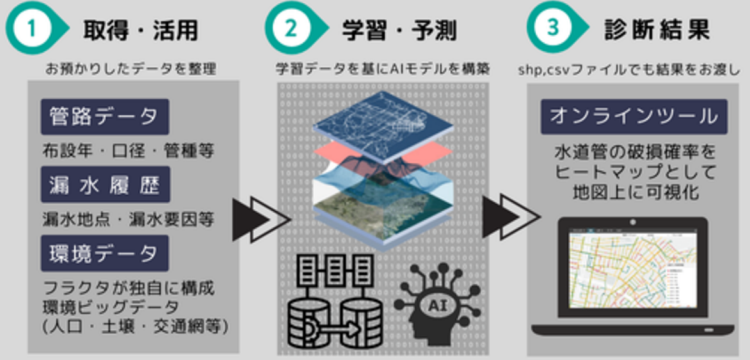 1 取得・活用
お預かりしたデータを整理
管路データ
布設年・口径・管種等
漏水履歴
漏水地点・漏水要因等
環境データ
フラクタが独自に構成
環境ビッグデータ
(人口・土壌・交通網等)
2 学習・予測
学習データを基にAIモデルを構築
AI
3 診断結果
shp,csvファイルでも結果をお渡し
オンラインツール
水道管の破損確率を
ヒートマップとして
地図上に可視化